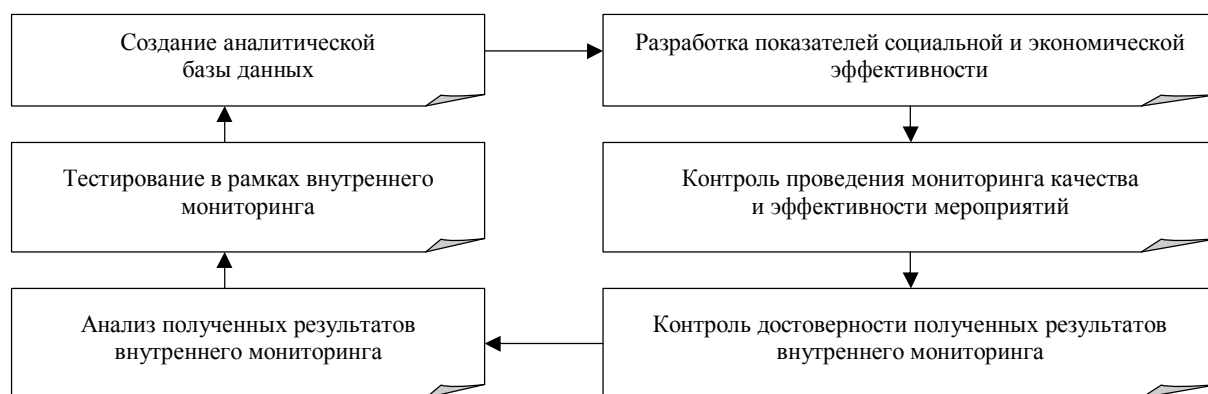 Создание аналитической
базы данных
Разработка показателей социальной и экономической
эффективности
Тестирование в рамках внутреннего
мониторинга
Контроль проведения мониторинга качества
и эффективности мероприятий
Анализ полученных результатов
внутреннего мониторинга
Контроль достоверности полученных результатов
внутреннего мониторинга